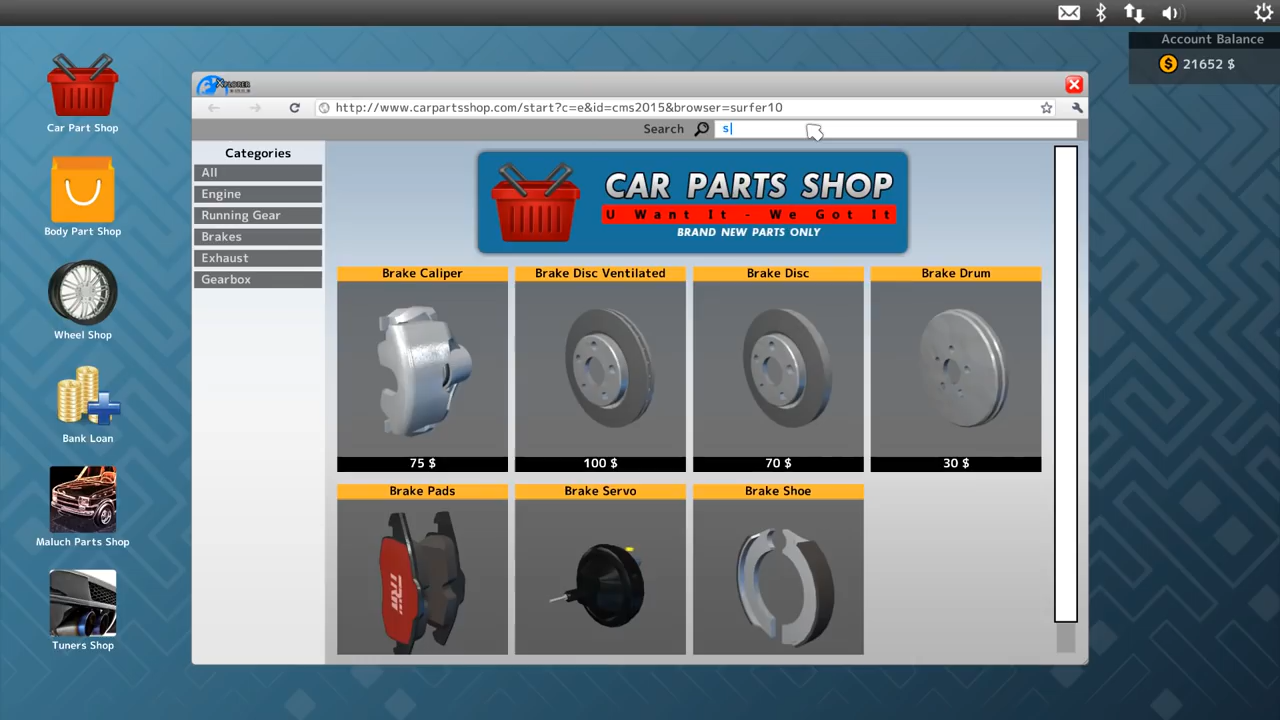 Account Balance
$ 21652 $
Car Part Shop
Body Part Shop
Wheel Shop
Bank Loan
Maluch Parts Shop
Tuners Shop
XPLORER
http://www.carpartsshop.com/start?c=e&id=cms2015&browser=surfer10
Search s
Categories
All
Engine
Running Gear
Brakes
Exhaust
Gearbox
CAR PARTS SHOP
U Want It - We Got It
BRAND NEW PARTS ONLY
Brake Caliper
75 $
Brake Disc Ventilated
100 $
Brake Disc
70 $
Brake Drum
30 $
Brake Pads
TRW
Brake Servo
Brake Shoe